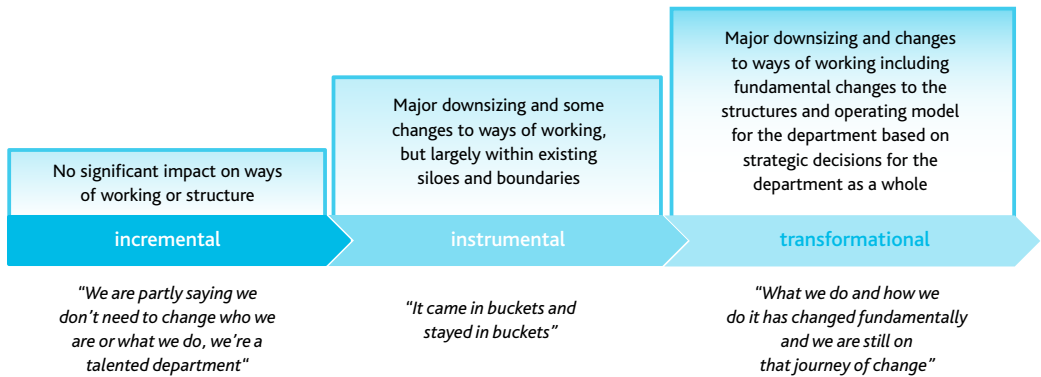 No significant impact on ways
of working or structure
Major downsizing and some
changes to ways of working,
but largely within existing
siloes and boundaries
Major downsizing and changes
to ways of working including
fundamental changes to the
structures and operating model
for the department based on
strategic decisions for the
department as a whole
incremental
instrumental
transformational
“We are partly saying we
don’t need to change who we
are or what we do, we’re a
talented department“
“It came in buckets and
stayed in buckets”
“What we do and how we
do it has changed fundamentally
and we are still on
that journey of change”